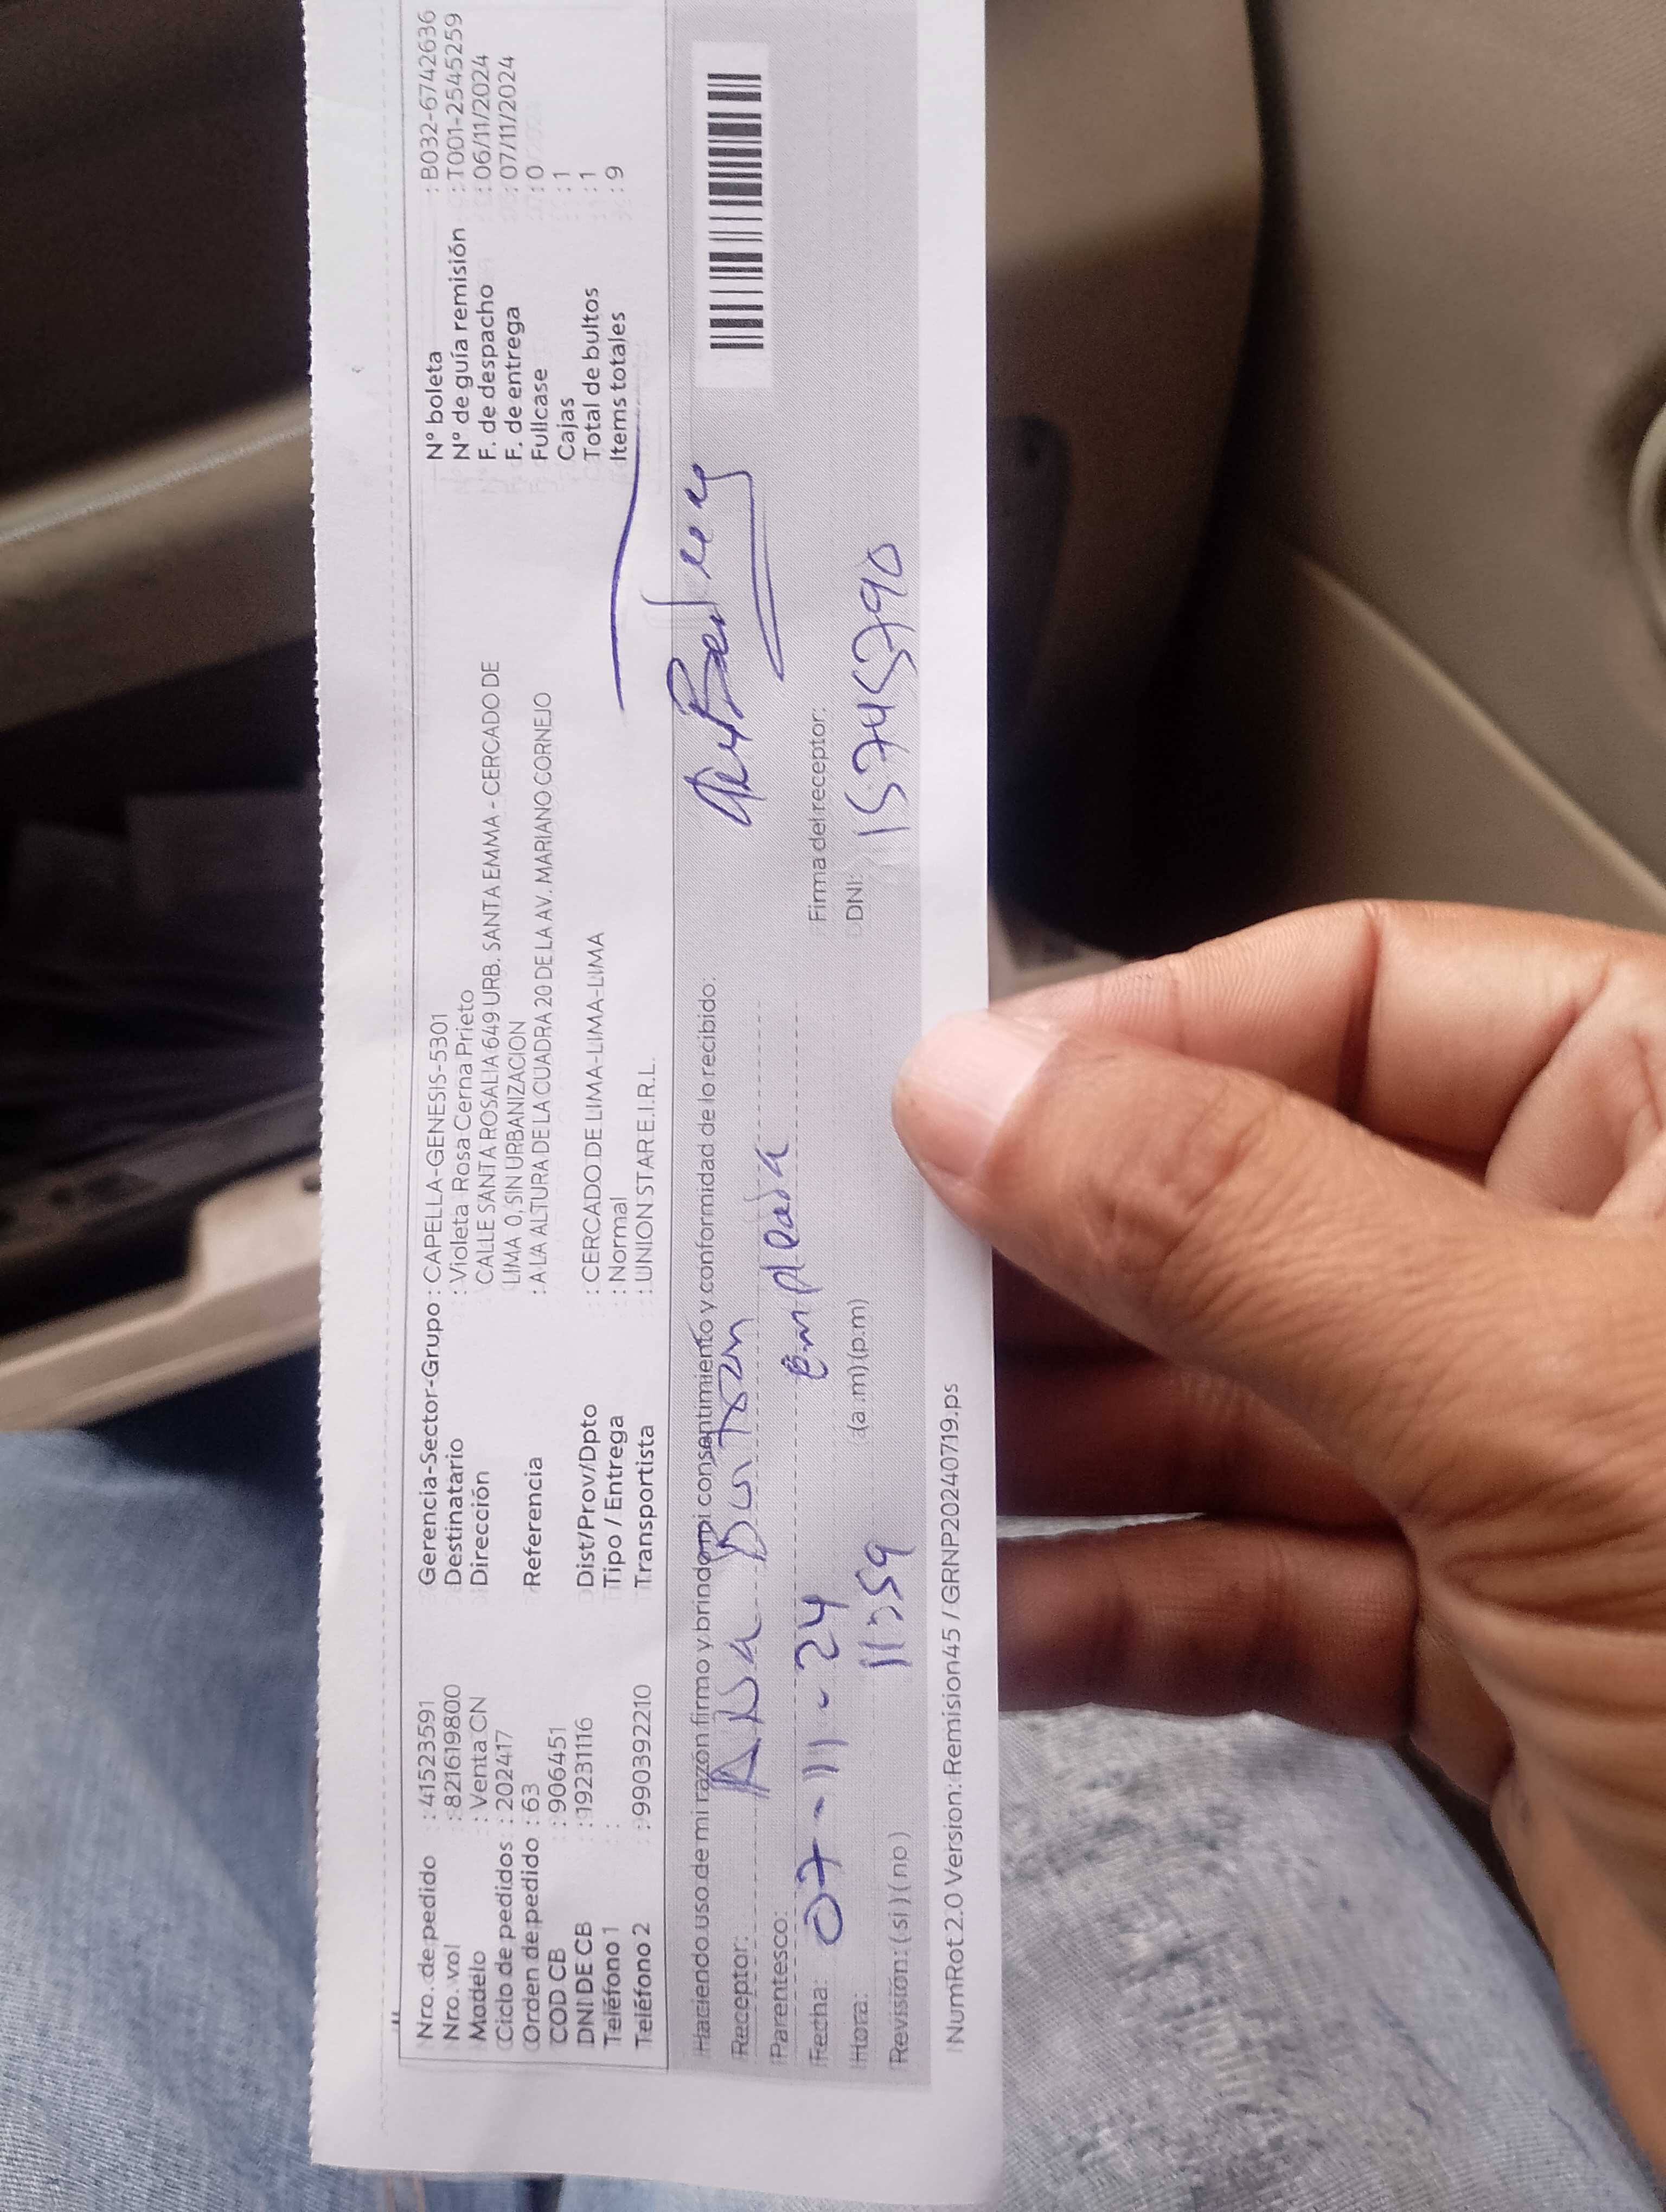 Nro. de pedido : 41523591
Nro. vol : 821619800
Modelo : Venta CN
Ciclo de pedidos : 202417
Orden de pedido : 63
COD CB : 906451
DNI DE CB : 19231116
Teléfono 1 :
Teléfono 2 : 990392210
Gerencia-Sector-Grupo : CAPELLA-GENESIS-5301
Destinatario : Violeta Rosa Cerna Prieto
Dirección CALLE SANTA ROSALIA 649 URB. SANTA EMMA - CERCADO DE
LIMA 0, SIN URBANIZACION
Referencia : A LA ALTURA DE LA CUADRA 20 DE LA AV. MARIANO CORNEJO
Dist/Prov/Dpto : CERCADO DE LIMA-LIMA-LIMA
Tipo / Entrega : Normal
Transportista : UNION STAR E.I.R.L.
N° boleta : B032-6742636
N° de guía remisión : T001-2545259
F. de despacho : 06/11/2024
F. de entrega : 07/11/2024
Fullcase : 0
Cajas : 1
Total de bultos : 1
Items totales : 9
Haciendo uso de mi razón firmo y brindo mi consentimiento y conformidad de lo recibido:
Receptor:
Parentesco: empleada
Fecha: 07-11-24
Hora: 11:59 (a.m) (p.m)
Revisión: (si) (no)
Firma del receptor:
DNI: 15745790
NumRot 2.0 Version: Remision45 / GRNP20240719.ps